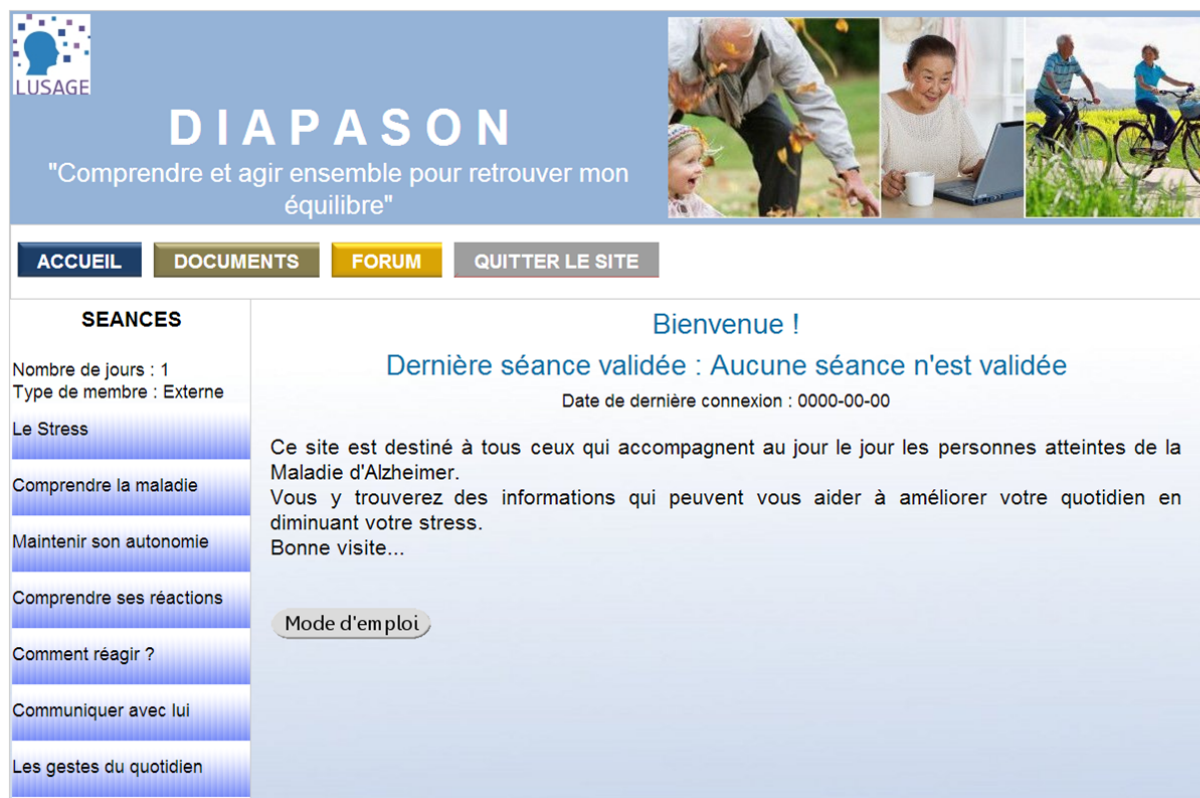 LUSAGE
DIAPASON
"Comprendre et agir ensemble pour retrouver mon
équilibre"
ACCUEIL
DOCUMENTS
FORUM
QUITTER LE SITE
SEANCES
Nombre de jours : 1
Type de membre : Externe
Le Stress
Comprendre la maladie
Maintenir son autonomie
Comprendre ses réactions
Comment réagir ?
Communiquer avec lui
Les gestes du quotidien
Bienvenue !
Dernière séance validée : Aucune séance n'est validée
Date de dernière connexion : 0000-00-00
Ce site est destiné à tous ceux qui accompagnent au jour le jour les personnes atteintes de la
Maladie d'Alzheimer.
Vous y trouverez des informations qui peuvent vous aider à améliorer votre quotidien en
diminuant votre stress.
Bonne visite...
Mode d'emploi